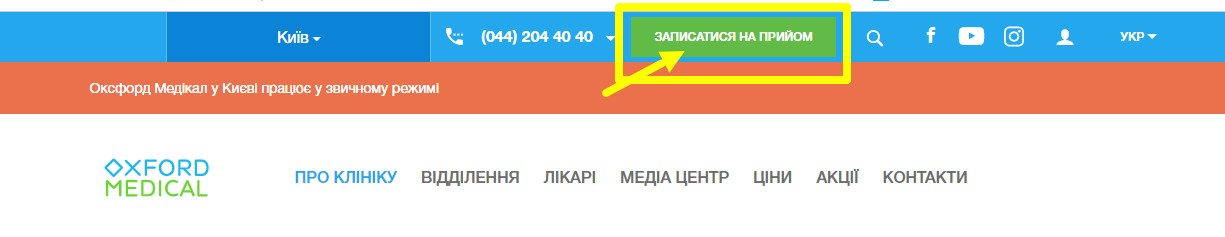 Київ
(044) 204 40 40
ЗАПИСАТИСЯ НА ПРИЙОМ
f
УКР
Оксфорд Медікал у Києві працює у звичному режимі
OXFORD
MEDICAL
ПРО КЛІНІКУ ВІДДІЛЕННЯ ЛІКАРІ МЕДІА ЦЕНТР ЦІНИ АКЦІЇ КОНТАКТИ